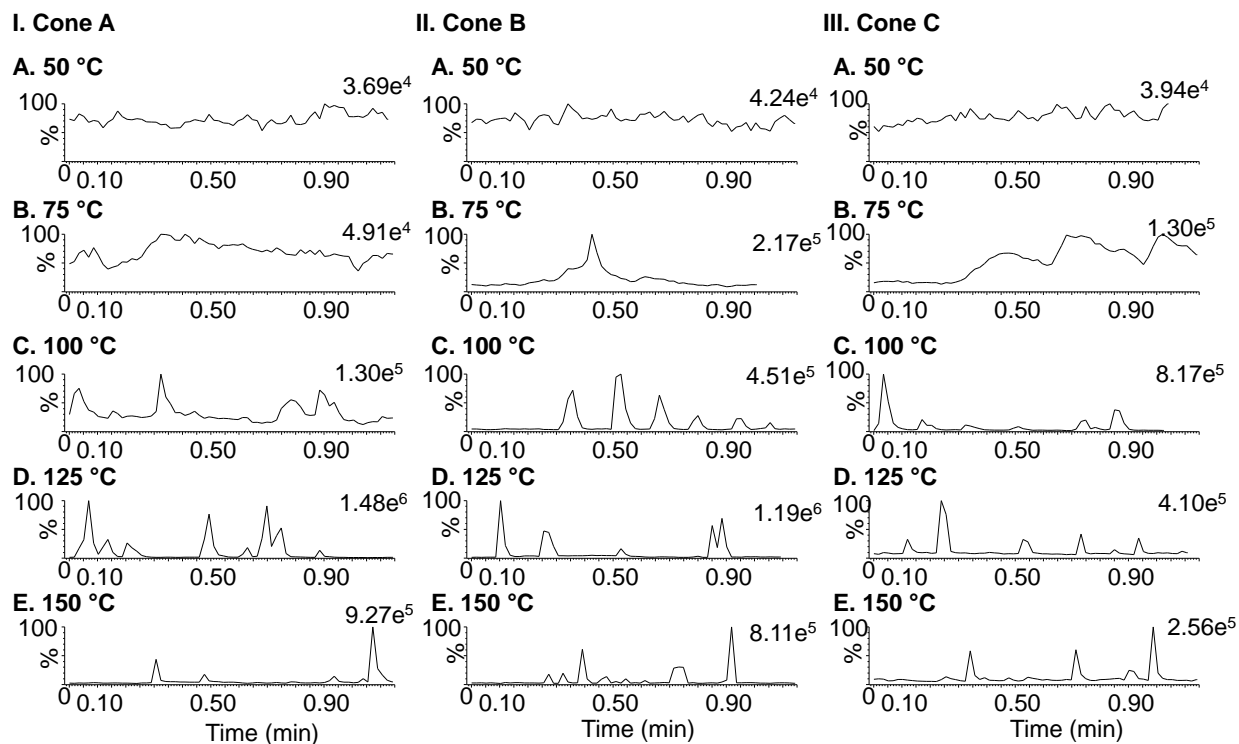 I. Cone A
A. 50 °C
3.69e4
100
%
0
0.10 0.50 0.90
B. 75 °C
4.91e4
100
%
0
0.10 0.50 0.90
C. 100 °C
1.30e5
100
%
0
0.10 0.50 0.90
D. 125 °C
1.48e6
100
%
0
0.10 0.50 0.90
E. 150 °C
9.27e5
100
%
0
0.10 0.50 0.90
Time (min)
II. Cone B
A. 50 °C
4.24e4
100
%
0
0.10 0.50 0.90
B. 75 °C
2.17e5
100
%
0
0.10 0.50 0.90
C. 100 °C
4.51e5
100
%
0
0.10 0.50 0.90
D. 125 °C
1.19e6
100
%
0
0.10 0.50 0.90
E. 150 °C
8.11e5
100
%
0
0.10 0.50 0.90
Time (min)
III. Cone C
A. 50 °C
3.94e4
100
%
0
0.10 0.50 0.90
B. 75 °C
1.30e5
100
%
0
0.10 0.50 0.90
C. 100 °C
8.17e5
100
%
0
0.10 0.50 0.90
D. 125 °C
4.10e5
100
%
0
0.10 0.50 0.90
E. 150 °C
2.56e5
100
%
0
0.10 0.50 0.90
Time (min)